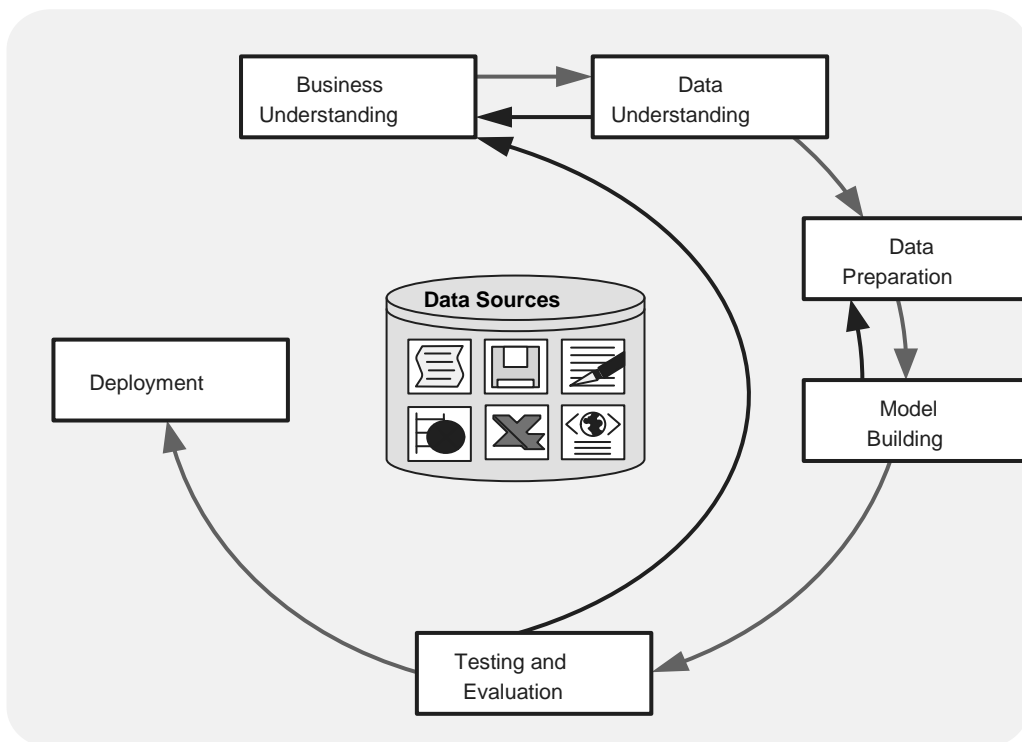 Business
Understanding
Data
Understanding
Data
Preparation
Data Sources
Deployment
Model
Building
Testing and
Evaluation